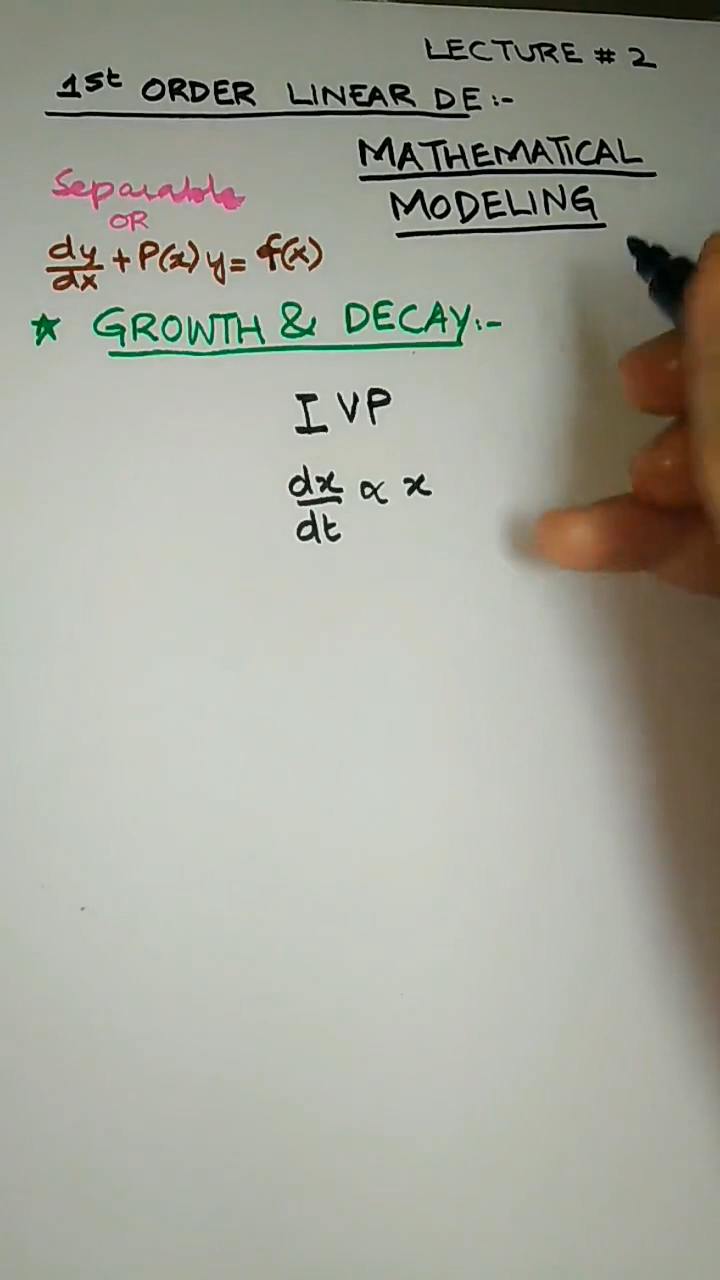 LECTURE # 2
1st ORDER LINEAR DE :-
MATHEMATICAL
MODELING
Separable
OR
dy/dx + P(x) y = f(x)
* GROWTH & DECAY:-
IVP
dx/dt ∝ x